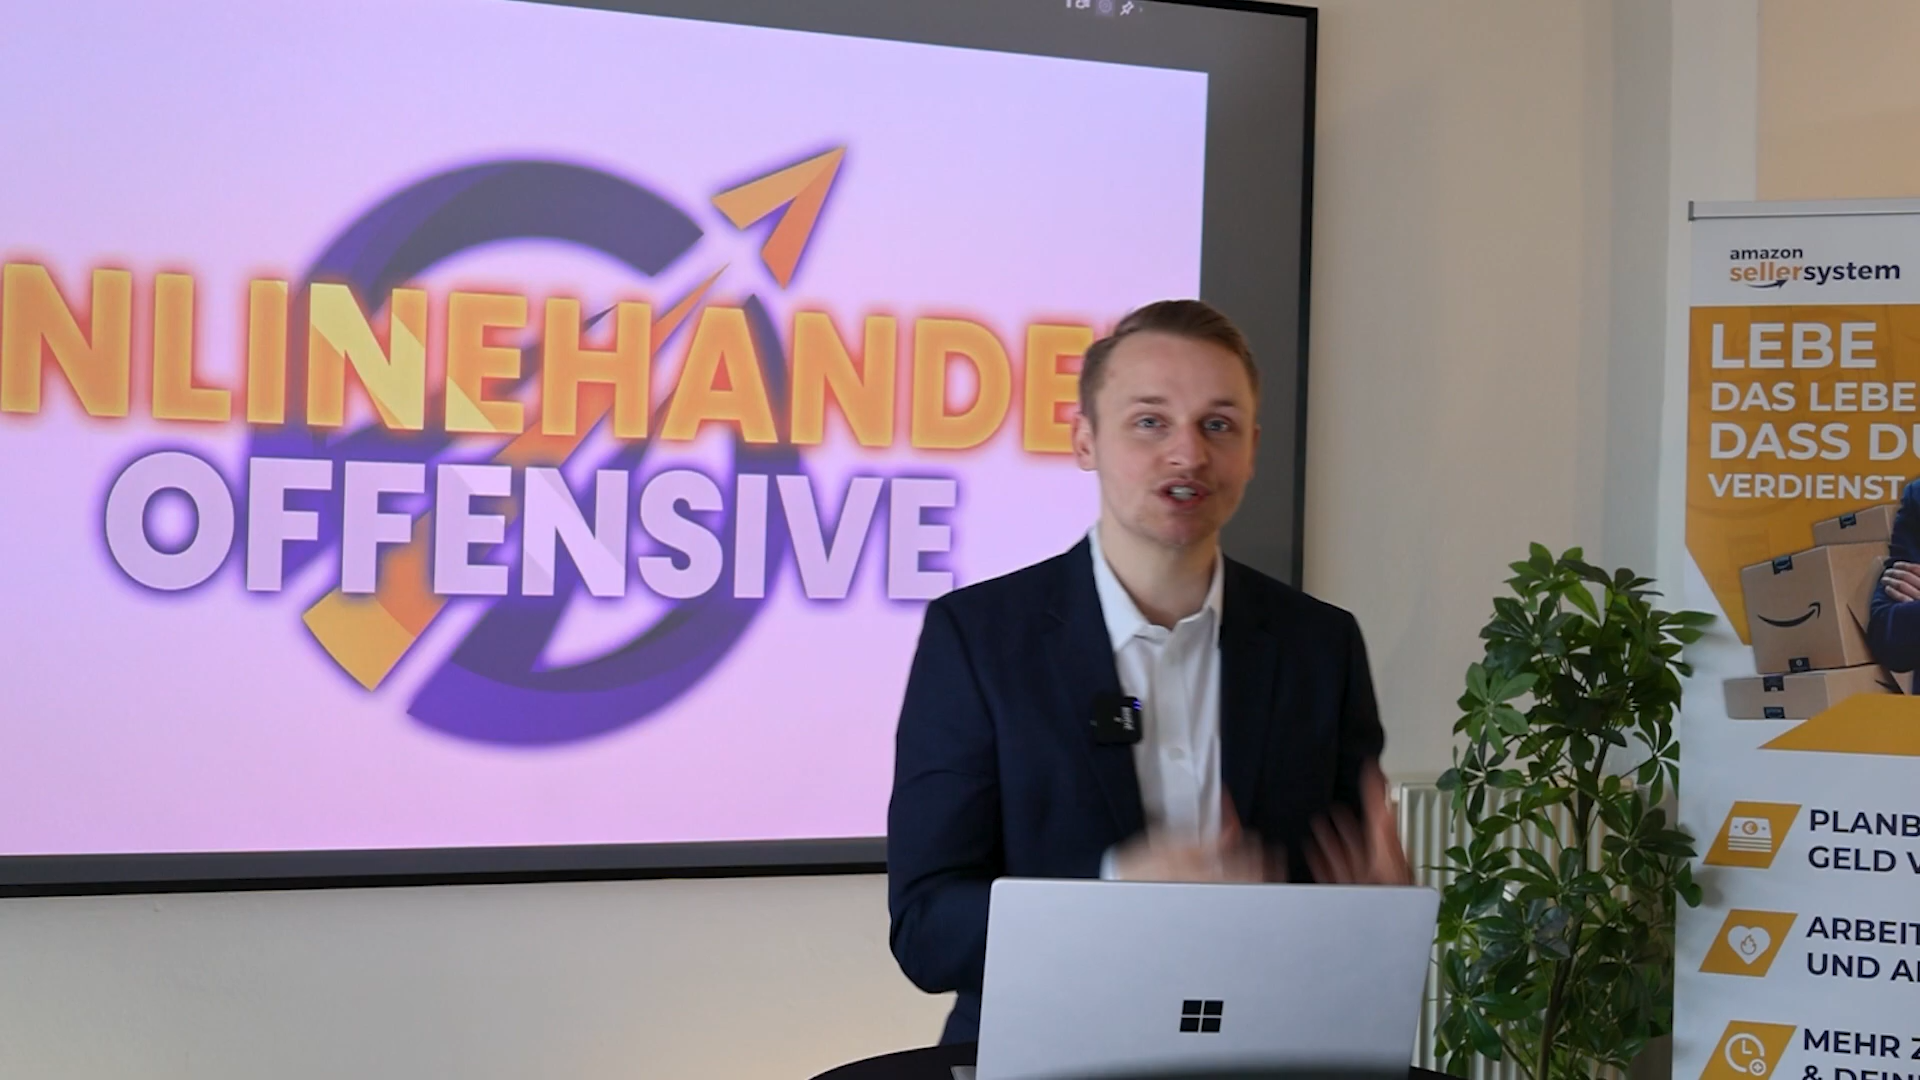 NLINEHANDE
OFFENSIVE
amazon
sellersystem
LEBE
DAS LEBE
DASS DU
VERDIENST
PLANB
GELD V
ARBEIT
UND A
MEHR Z
& DEIN